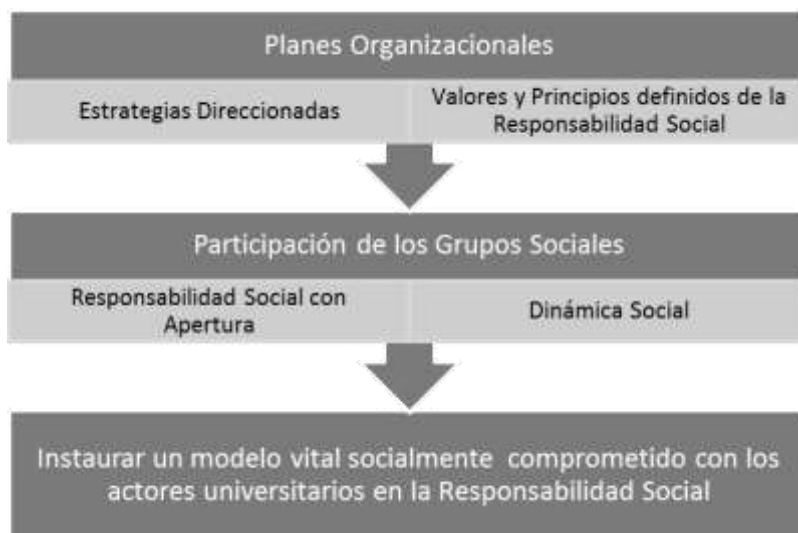 Planes Organizacionales
Estrategias Direccionadas
Valores y Principios definidos de la
Responsabilidad Social
Participación de los Grupos Sociales
Responsabilidad Social con
Apertura
Dinámica Social
Instaurar un modelo vital socialmente comprometido con los
actores universitarios en la Responsabilidad Social